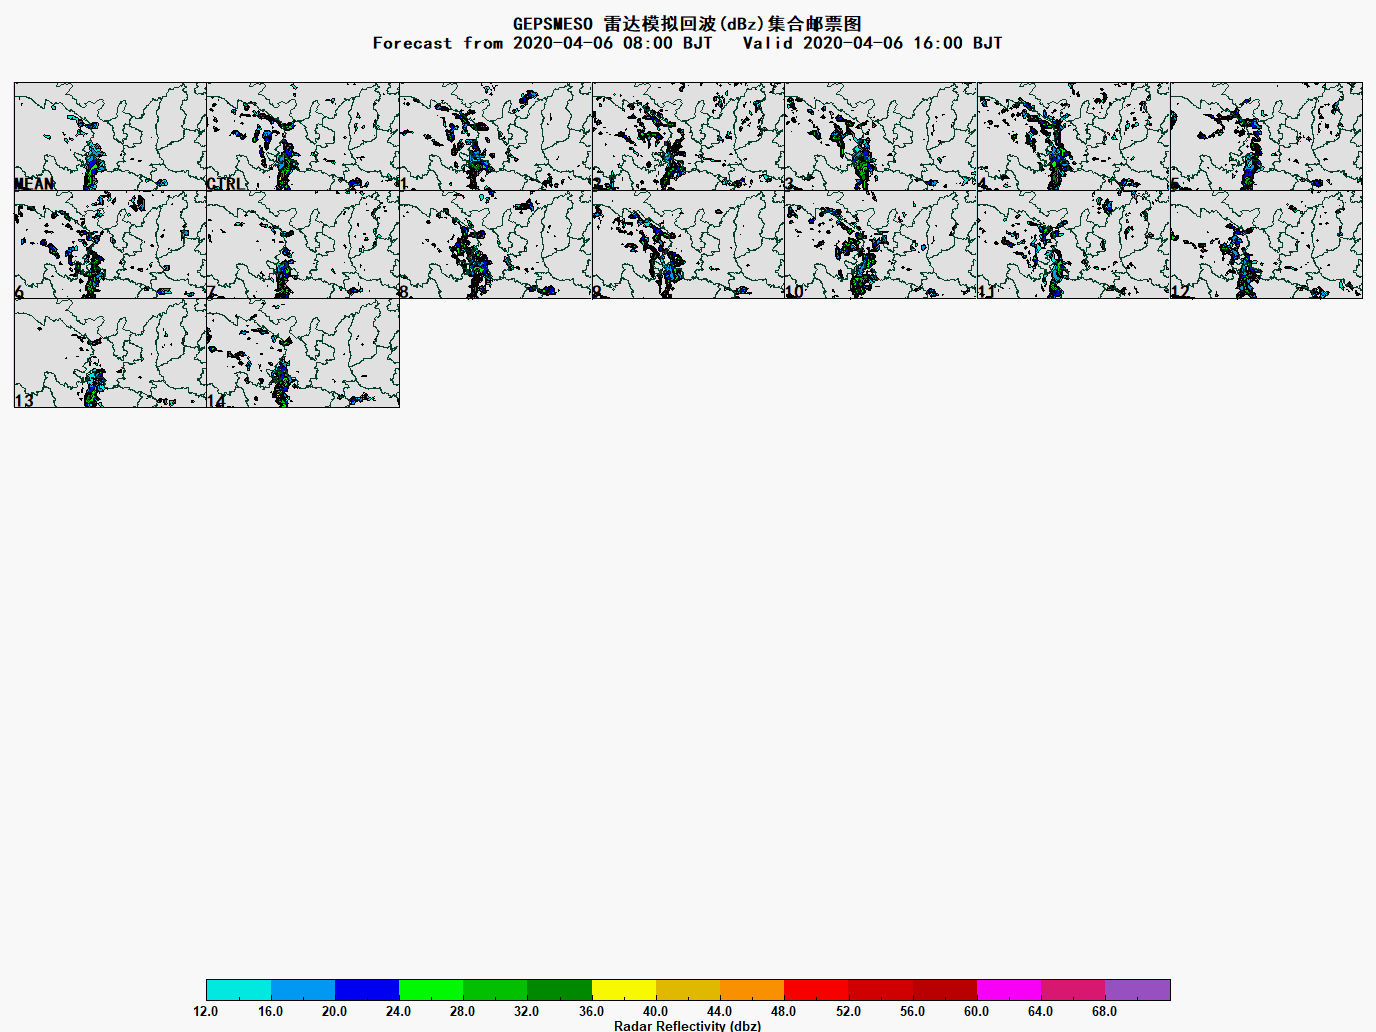 GEPSMESO 雷达模拟回波(dBz)集合邮票图
Forecast from 2020-04-06 08:00 BJT Valid 2020-04-06 16:00 BJT
MEAN CTRL 1 2 3 4 5
6 7 8 9 10 11 12
13 14
12.0 16.0 20.0 24.0 28.0 32.0 36.0 40.0 44.0 48.0 52.0 56.0 60.0 64.0 68.0
Radar Reflectivity (dbz)